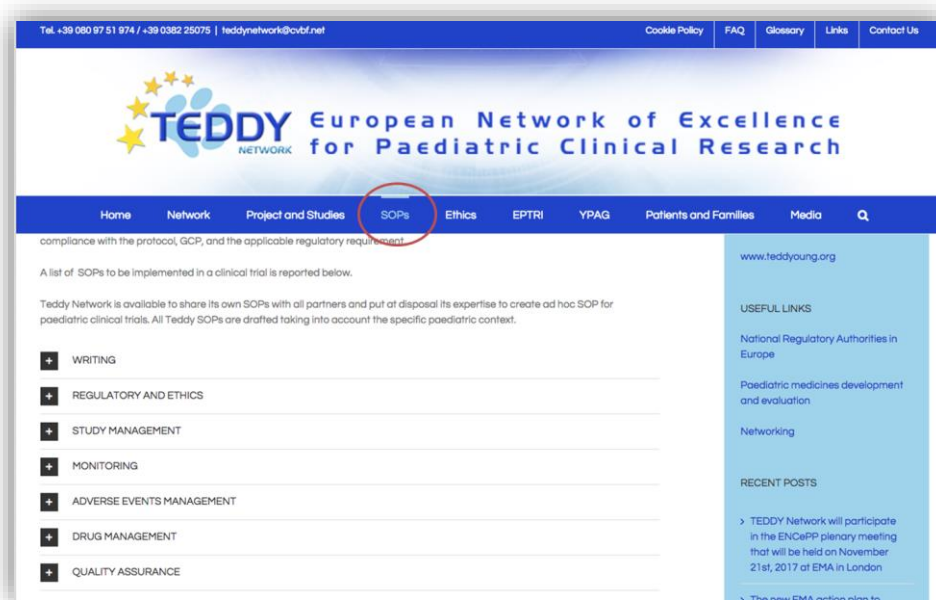 Tel. +39 080 97 51 974 / +39 0382 25075 | teddynetwork@cvbf.net
Cookie Policy
FAQ
Glossary
Links
Contact Us
TEDDY
NETWORK
European Network of Excellence
for Paediatric Clinical Research
Home
Network
Project and Studies
SOPs
Ethics
EPTRI
YPAG
Patients and Families
Media
compliance with the protocol, GCP, and the applicable regulatory requirement.
A list of SOPs to be implemented in a clinical trial is reported below.
Teddy Network is available to share its own SOPs with all partners and put at disposal its expertise to create ad hoc SOP for
paediatric clinical trials. All Teddy SOPs are drafted taking into account the specific paediatric context.
+ WRITING
+ REGULATORY AND ETHICS
+ STUDY MANAGEMENT
+ MONITORING
+ ADVERSE EVENTS MANAGEMENT
+ DRUG MANAGEMENT
+ QUALITY ASSURANCE
www.teddyoung.org
USEFUL LINKS
National Regulatory Authorities in
Europe
Paediatric medicines development
and evaluation
Networking
RECENT POSTS
> TEDDY Network will participate
in the ENCePP plenary meeting
that will be held on November
21st, 2017 at EMA in London
> The new EMA action plan to